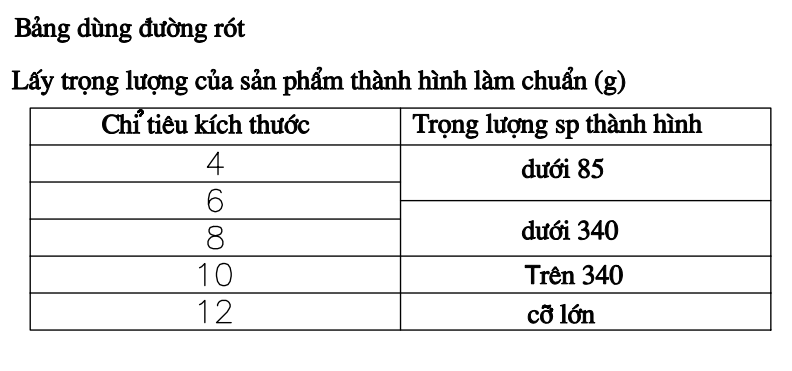 Bảng dùng đường rót
Lấy trọng lượng của sản phẩm thành hình làm chuẩn (g)
Chỉ tiêu kích thước Trọng lượng sp thành hình
4 dưới 85
6
8 dưới 340
10 Trên 340
12 cỡ lớn